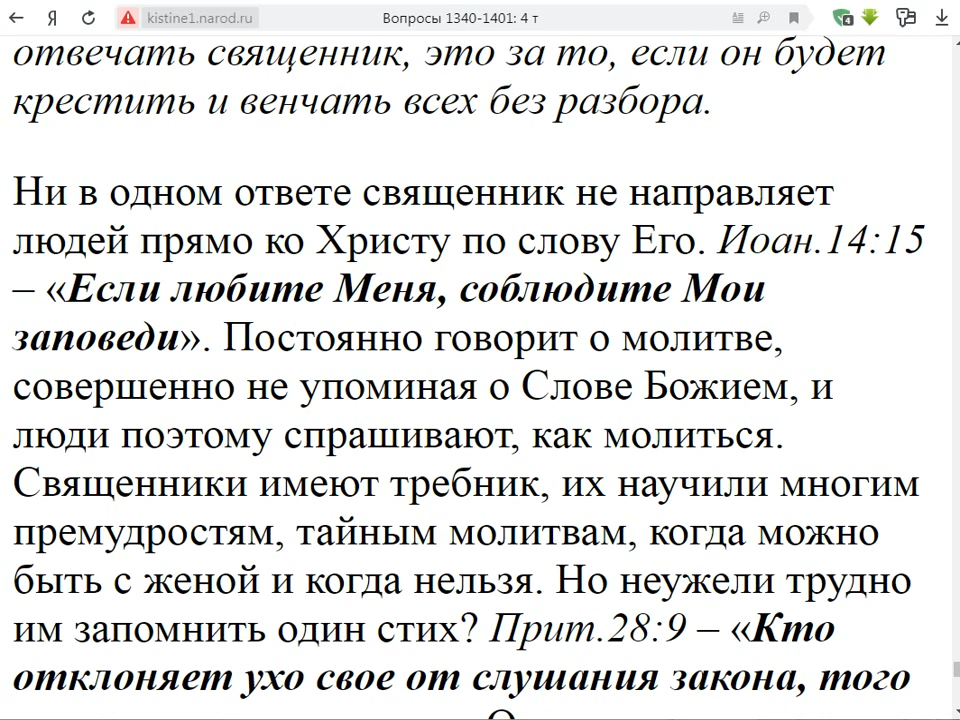 kistine1.narod.ru
Вопросы 1340-1401: 4 т
4
отвечать священник, это за то, если он будет
крестить и венчать всех без разбора.
Ни в одном ответе священник не направляет
людей прямо ко Христу по слову Его. Иоан.14:15
– «Если любите Меня, соблюдите Мои
заповеди». Постоянно говорит о молитве,
совершенно не упоминая о Слове Божием, и
люди поэтому спрашивают, как молиться.
Священники имеют требник, их научили многим
премудростям, тайным молитвам, когда можно
быть с женой и когда нельзя. Но неужели трудно
им запомнить один стих? Прит.28:9 – «Кто
отклоняет ухо свое от слушания закона, того